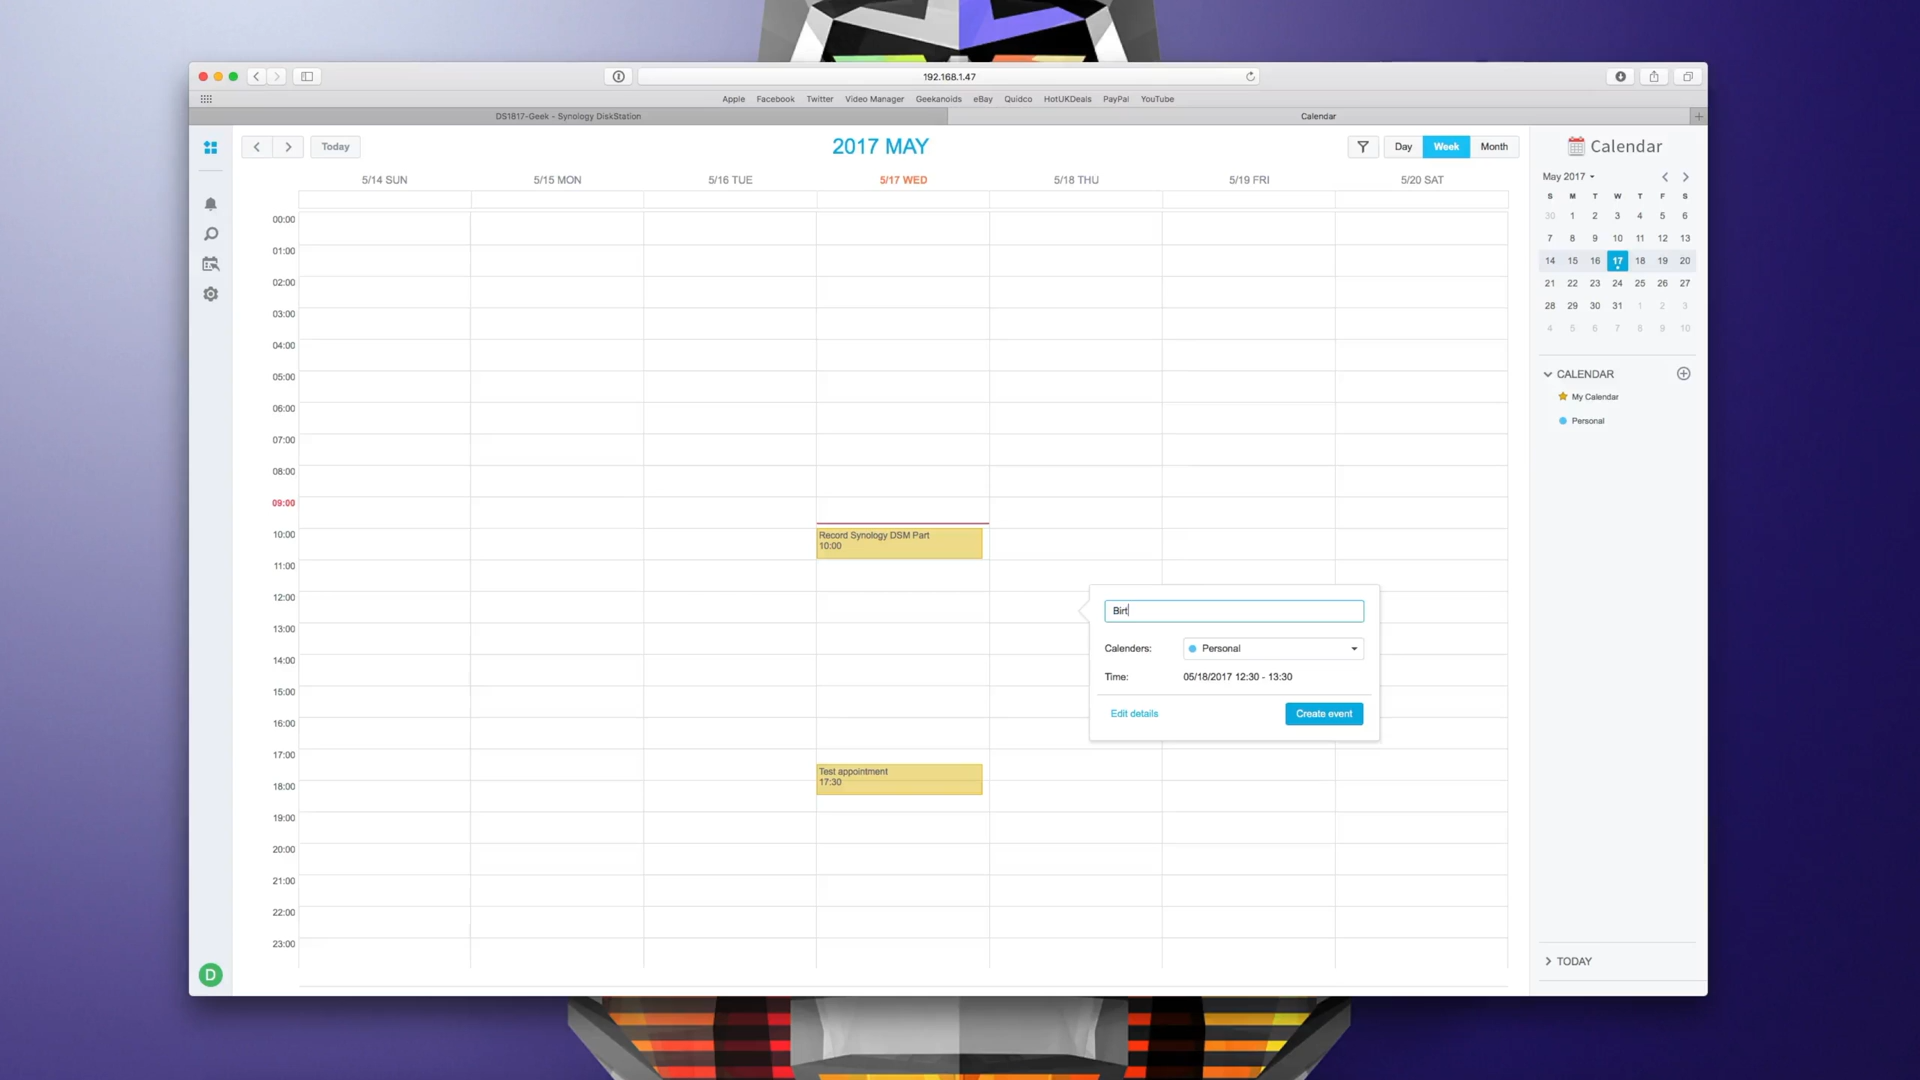 192.168.1.47
Apple Facebook Twitter Video Manager Geekanoids eBay Quidco HotUKDeals PayPal YouTube
DS1817-Geek - Synology DiskStation Calendar
Today 2017 MAY Day Week Month
5/14 SUN 5/15 MON 5/16 TUE 5/17 WED 5/18 THU 5/19 FRI 5/20 SAT
00:00
01:00
02:00
03:00
04:00
05:00
06:00
07:00
08:00
09:00
10:00
11:00
12:00
13:00
14:00
15:00
16:00
17:00
18:00
19:00
20:00
21:00
22:00
23:00
Record Synology DSM Part
10:00
Test appointment
17:30
Birt
Calenders: Personal
Time: 05/18/2017 12:30 - 13:30
Edit details Create event
Calendar
May 2017
S M T W T F S
30 1 2 3 4 5 6
7 8 9 10 11 12 13
14 15 16 17 18 19 20
21 22 23 24 25 26 27
28 29 30 31 1 2 3
4 5 6 7 8 9 10
CALENDAR
My Calendar
Personal
TODAY
D